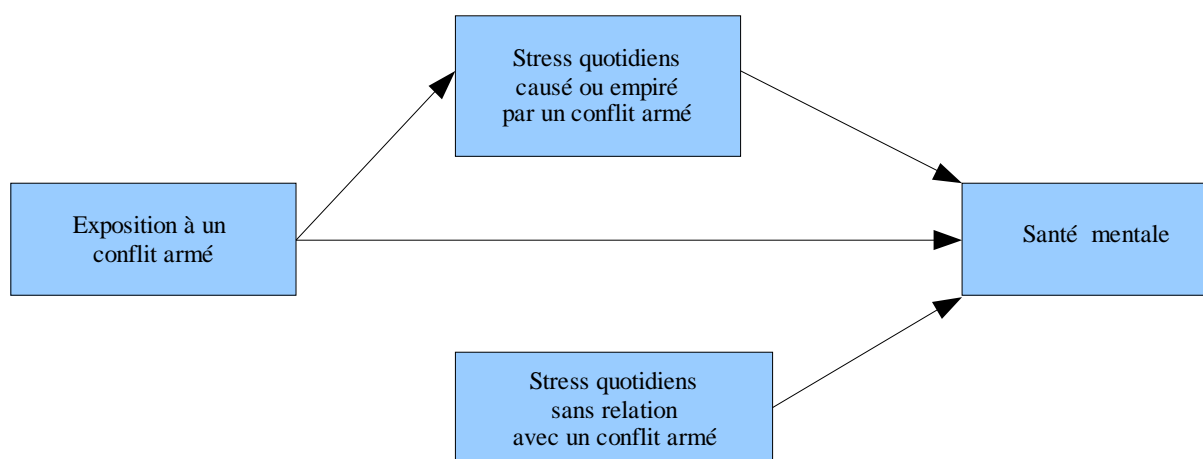 Stress quotidiens
causé ou empiré
par un conflit armé
Exposition à un
conflit armé
Santé mentale
Stress quotidiens
sans relation
avec un conflit armé